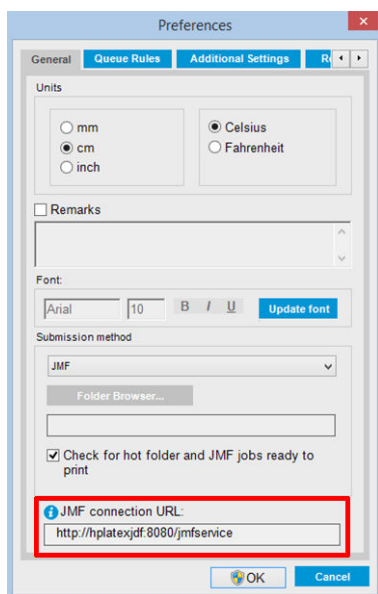 Preferences
General Queue Rules Additional Settings
Units
mm
cm
inch
Celsius
Fahrenheit
Remarks
Font:
Arial 10 B I U Update font
Submission method
JMF
Folder Browser...
Check for hot folder and JMF jobs ready to
print
JMF connection URL:
http://hplatexjdf:8080/jmfservice
OK Cancel